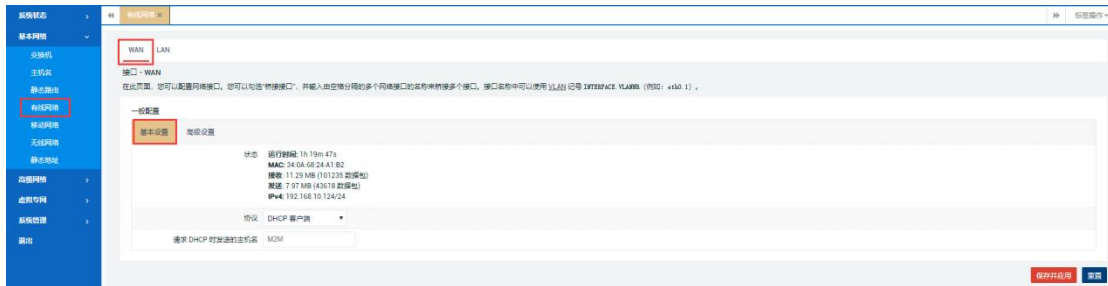 系统状态
有线网络
标签操作
基本网络
交换机
主机名
静态路由
有线网络
移动网络
无线网络
静态地址
高级网络
虚拟专网
系统管理
退出
WAN LAN
接口 - WAN
在此页面，您可以配置网络接口。您可以勾选"桥接接口"，并输入由空格分隔的多个网络接口的名称来桥接多个接口。接口名称中可以使用 VLAN 记号 INTERFACE.VLANNR（例如：eth0.1）。
一般配置
基本设置 高级设置
状态
运行时间: 1h 19m 47s
MAC: 34:0A:68:24:A1:B2
接收: 11.29 MB (101235 数据包)
发送: 7.97 MB (43618 数据包)
IPv4: 192.168.10.124/24
协议 DHCP 客户端
请求 DHCP 时发送的主机名 M2M
保存并应用 重置